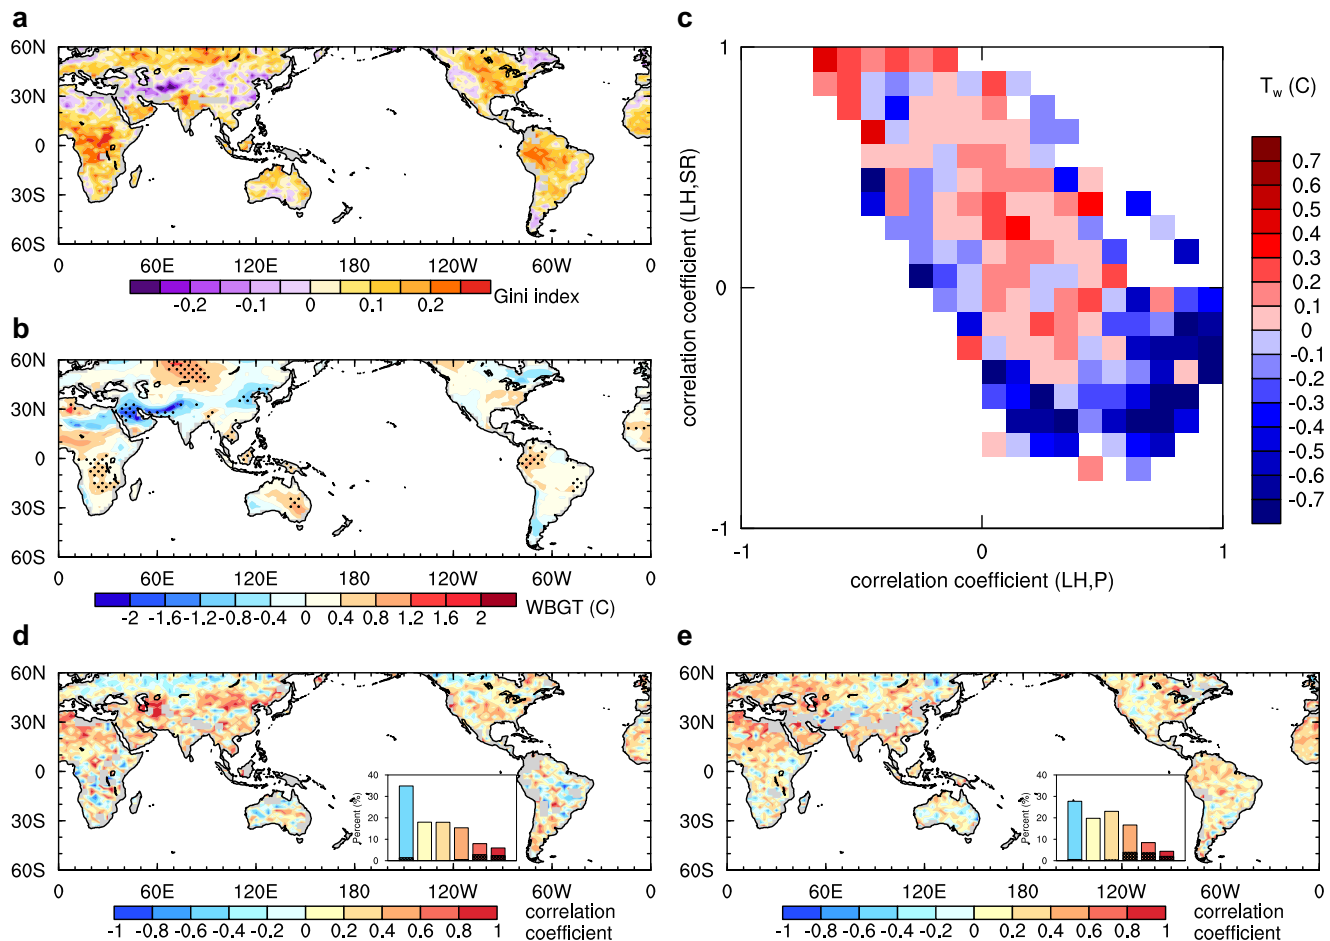 a
60N
30N
0
30S
60S
0 60E 120E 180 120W 60W 0
-0.2 -0.1 0 0.1 0.2
Gini index
b
60N
30N
0
30S
60S
0 60E 120E 180 120W 60W 0
-2 -1.6 -1.2 -0.8 -0.4 0 0.4 0.8 1.2 1.6 2
WBGT (C)
c
1
0
-1
correlation coefficient (LH,SR)
-1 0 1
correlation coefficient (LH,P)
T_w (C)
0.7
0.6
0.5
0.4
0.3
0.2
0.1
0
-0.1
-0.2
-0.3
-0.4
-0.5
-0.6
-0.7
d
60N
30N
0
30S
60S
0 60E 120E 180 120W 60W 0
40
30
20
10
0
Percent (%)
-1 -0.8 -0.6 -0.4 -0.2 0 0.2 0.4 0.6 0.8 1
correlation
coefficient
e
60N
30N
0
30S
60S
0 60E 120E 180 120W 60W 0
40
30
20
10
0
Percent (%)
-1 -0.8 -0.6 -0.4 -0.2 0 0.2 0.4 0.6 0.8 1
correlation
coefficient